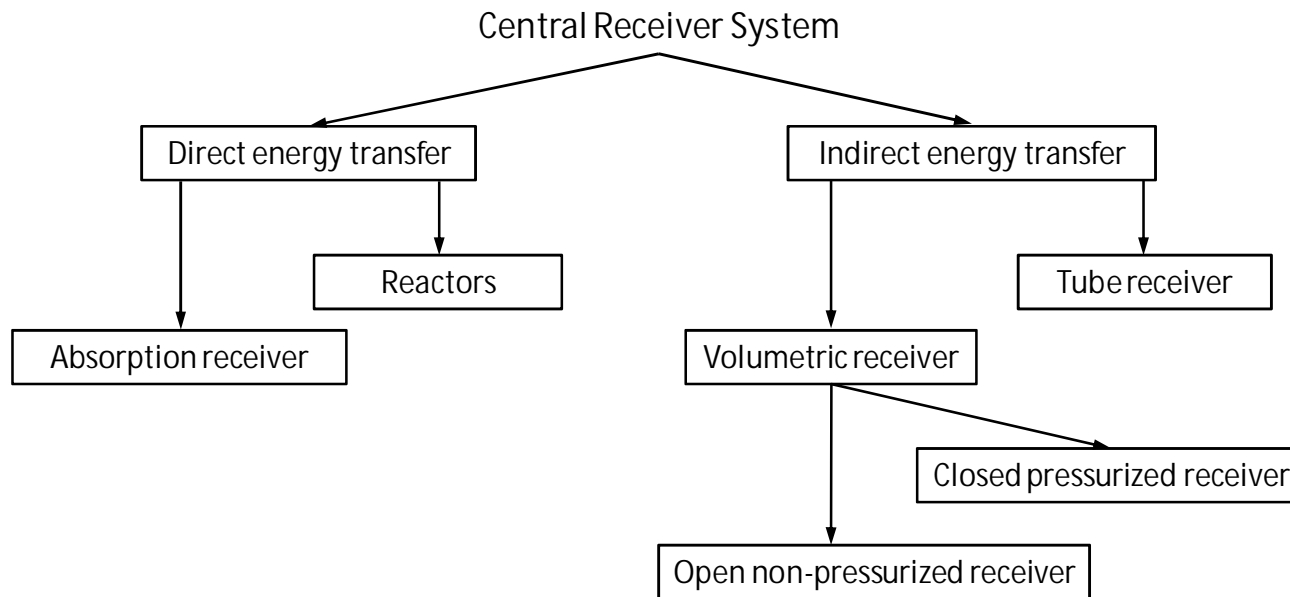 Central Receiver System
Direct energy transfer
Indirect energy transfer
Reactors
Tube receiver
Absorption receiver
Volumetric receiver
Closed pressurized receiver
Open non-pressurized receiver